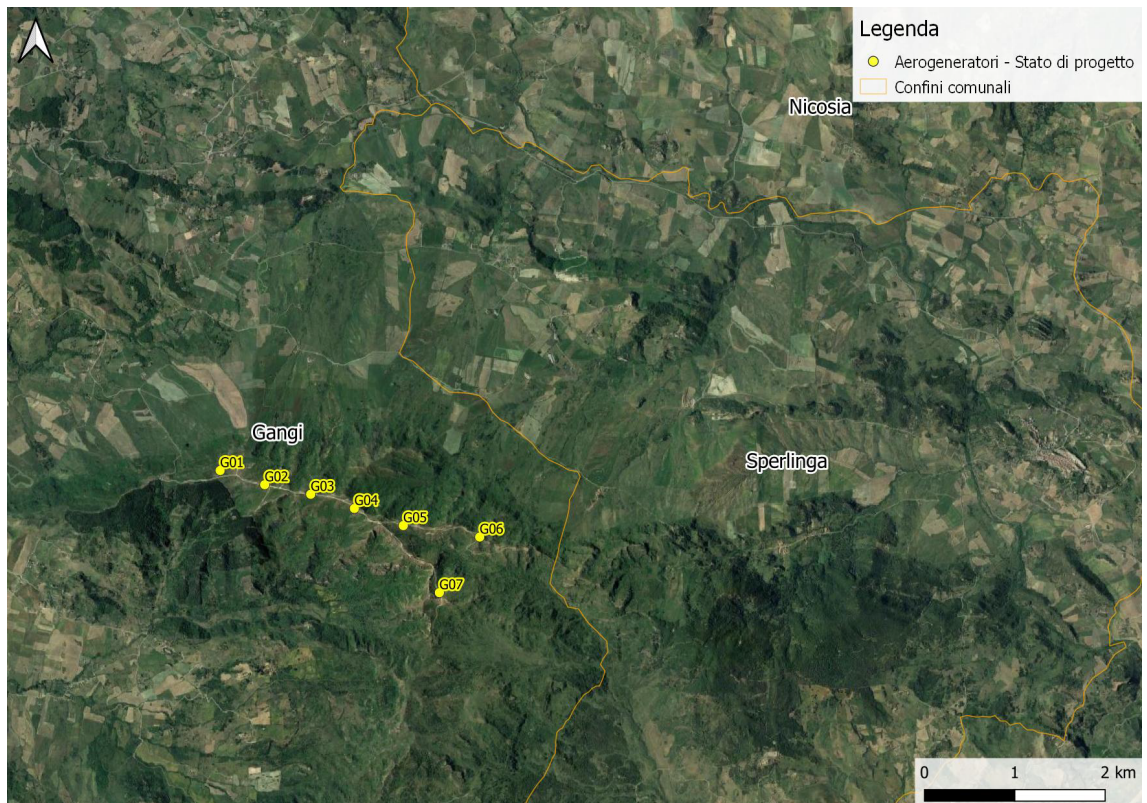 Legenda
Aerogeneratori - Stato di progetto
Confini comunali
Nicosia
Gangi
Sperlinga
G01
G02
G03
G04
G05
G06
G07
0 1 2 km